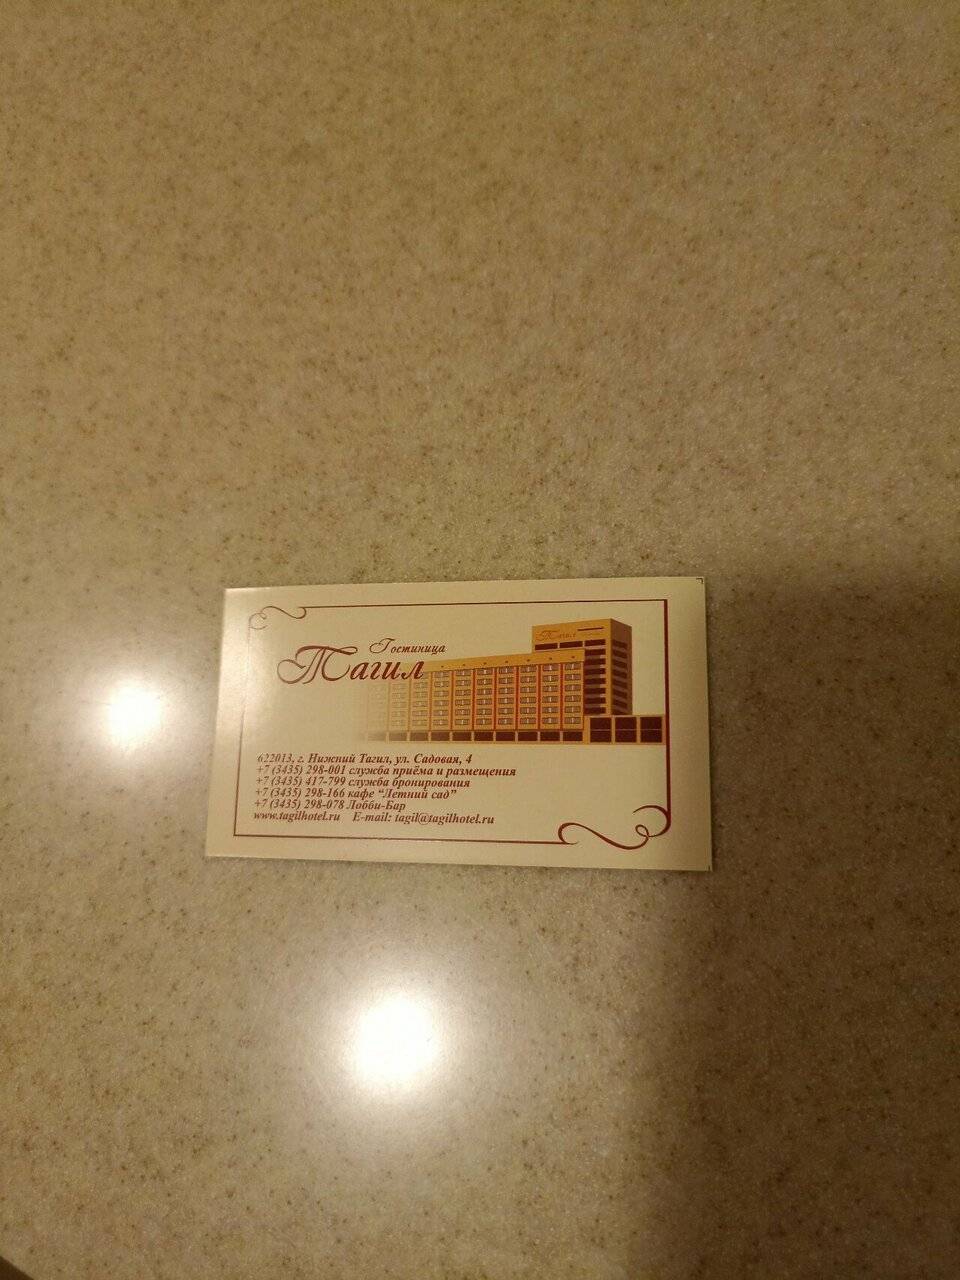 Гостиница
Тагил
Тагил
622013, г. Нижний Тагил, ул. Садовая, 4
+7 (3435) 298-001 служба приёма и размещения
+7 (3435) 417-799 служба бронирования
+7 (3435) 298-166 кафе “Летний сад”
+7 (3435) 298-078 Лобби-Бар
www.tagilhotel.ru E-mail: tagil@tagilhotel.ru